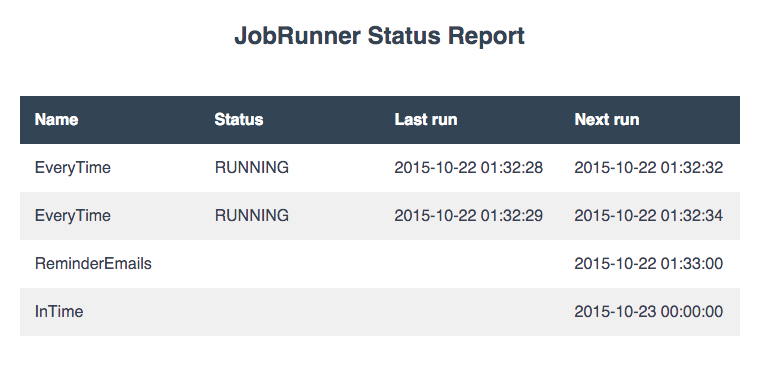 JobRunner Status Report
Name Status Last run Next run
EveryTime RUNNING 2015-10-22 01:32:28 2015-10-22 01:32:32
EveryTime RUNNING 2015-10-22 01:32:29 2015-10-22 01:32:34
ReminderEmails 2015-10-22 01:33:00
InTime 2015-10-23 00:00:00